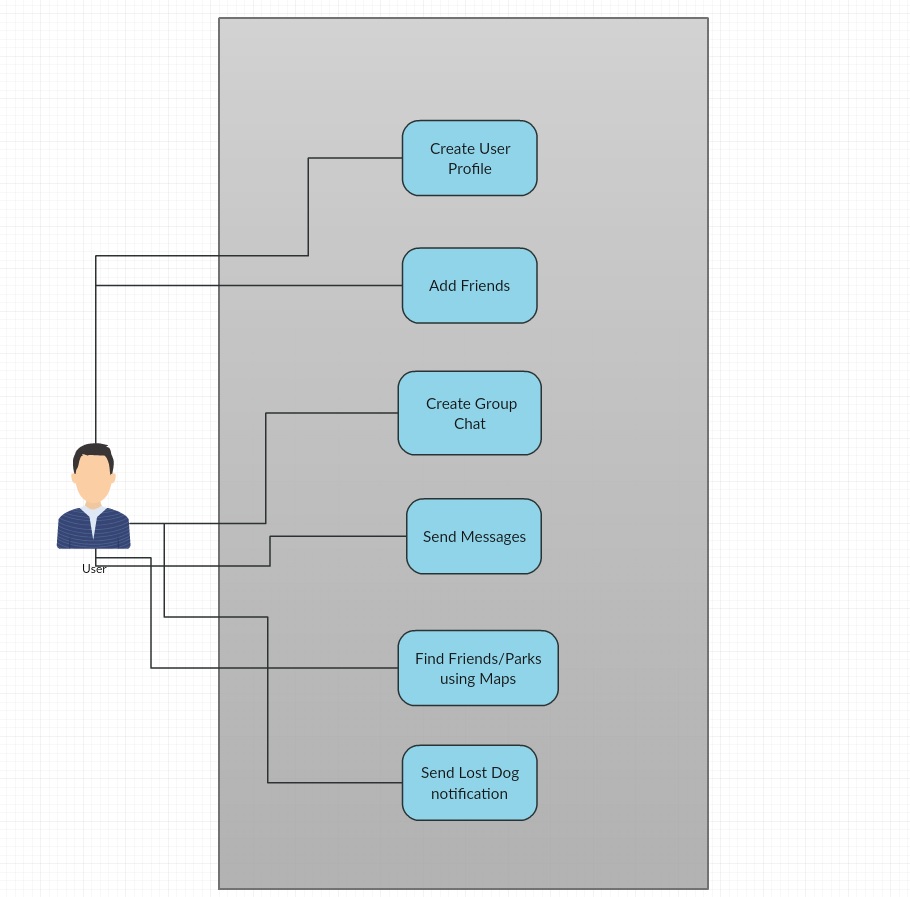 Create User
Profile
Add Friends
Create Group
Chat
Send Messages
User
Find Friends/Parks
using Maps
Send Lost Dog
notification